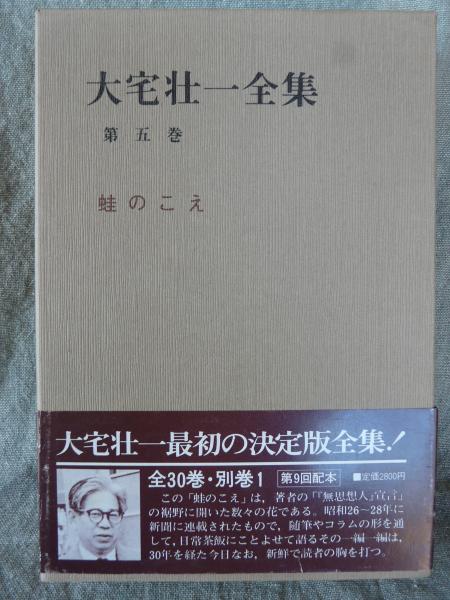 大宅壮一全集
第五巻
蛙のこえ
大宅壮一最初の決定版全集!
全30巻・別巻1 第9回配本 ■定価2800円
この「蛙のこえ」は、著者の『「無思想人」宣言』
の裾野に開いた数々の花である。昭和26〜28年に
新聞に連載されたもので、随筆やコラムの形を通
して、日常茶飯にことよせて語るその一編一編は、
30年を経た今日なお、新鮮で読者の胸を打つ。